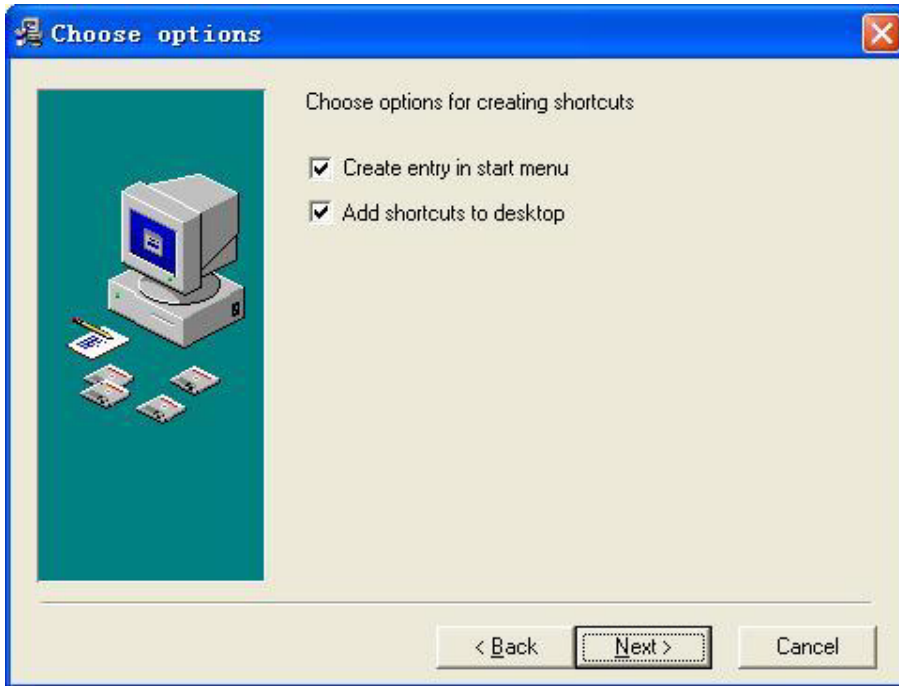 Choose options
Choose options for creating shortcuts
Create entry in start menu
Add shortcuts to desktop
< Back
Next >
Cancel